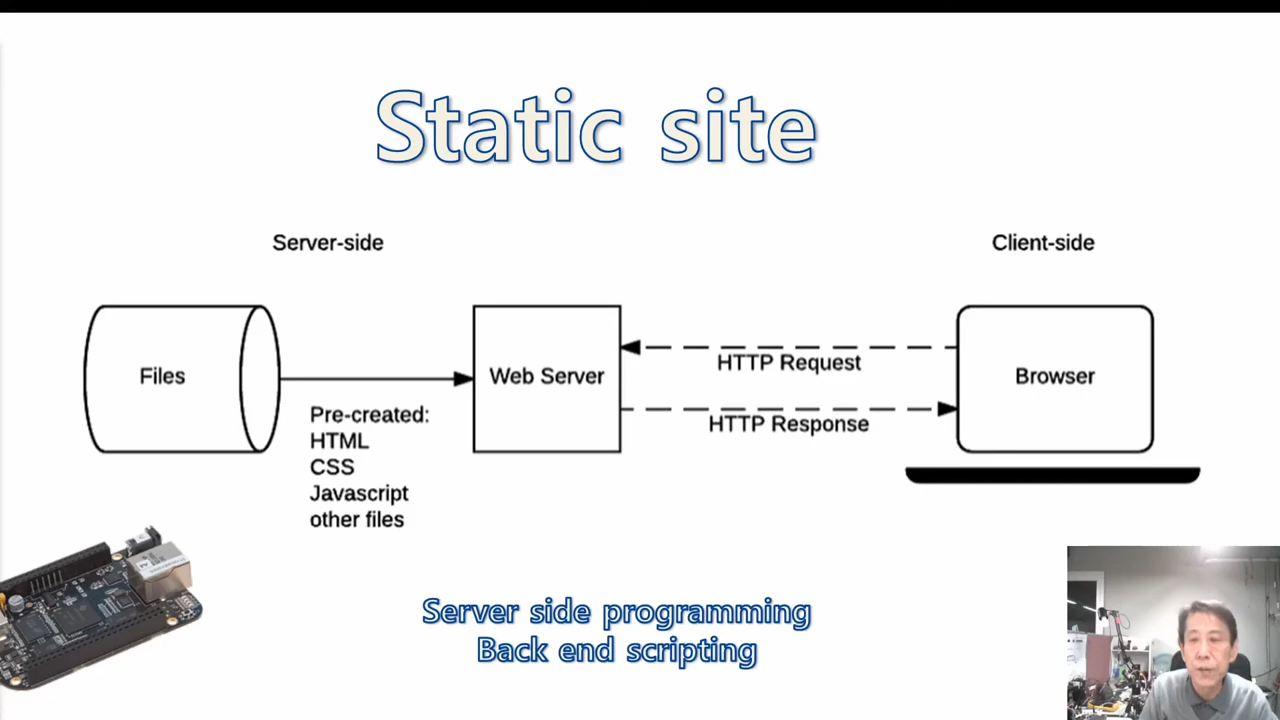 Static site
Server-side
Client-side
Files
Web Server
HTTP Request
HTTP Response
Browser
Pre-created:
HTML
CSS
Javascript
other files
Server side programming
Back end scripting